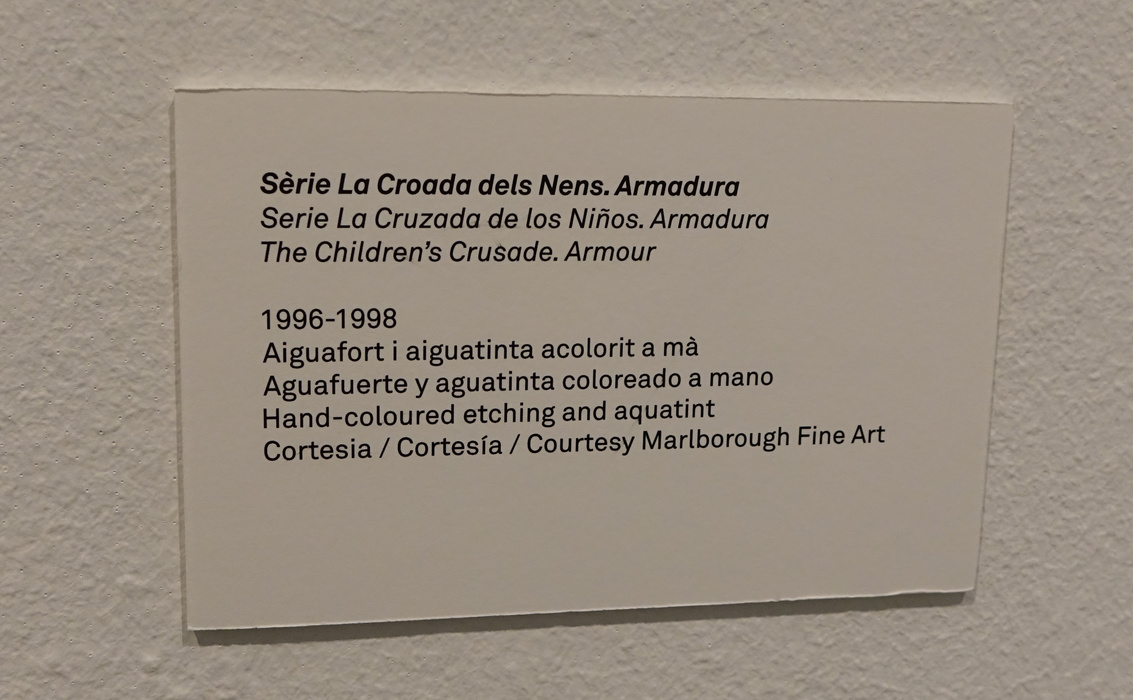 Sèrie La Croada dels Nens. Armadura
Serie La Cruzada de los Niños. Armadura
The Children’s Crusade. Armour
1996-1998
Aiguafort i aiguatinta acolorit a mà
Aguafuerte y aguatinta coloreado a mano
Hand-coloured etching and aquatint
Cortesia / Cortesía / Courtesy Marlborough Fine Art